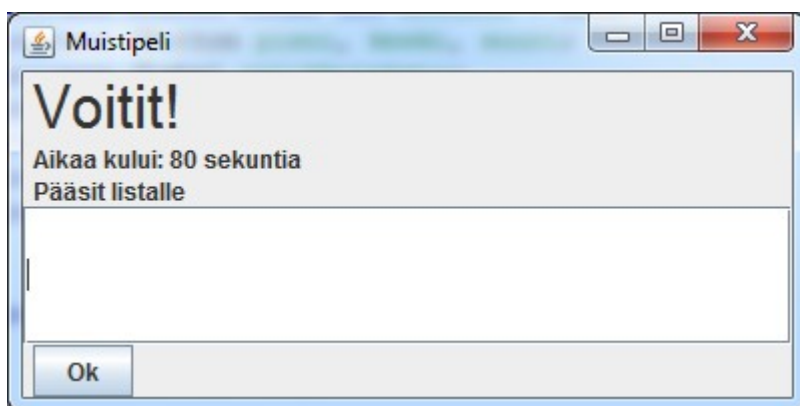 Muistipeli
Voitit!
Aikaa kului: 80 sekuntia
Pääsit listalle
Ok